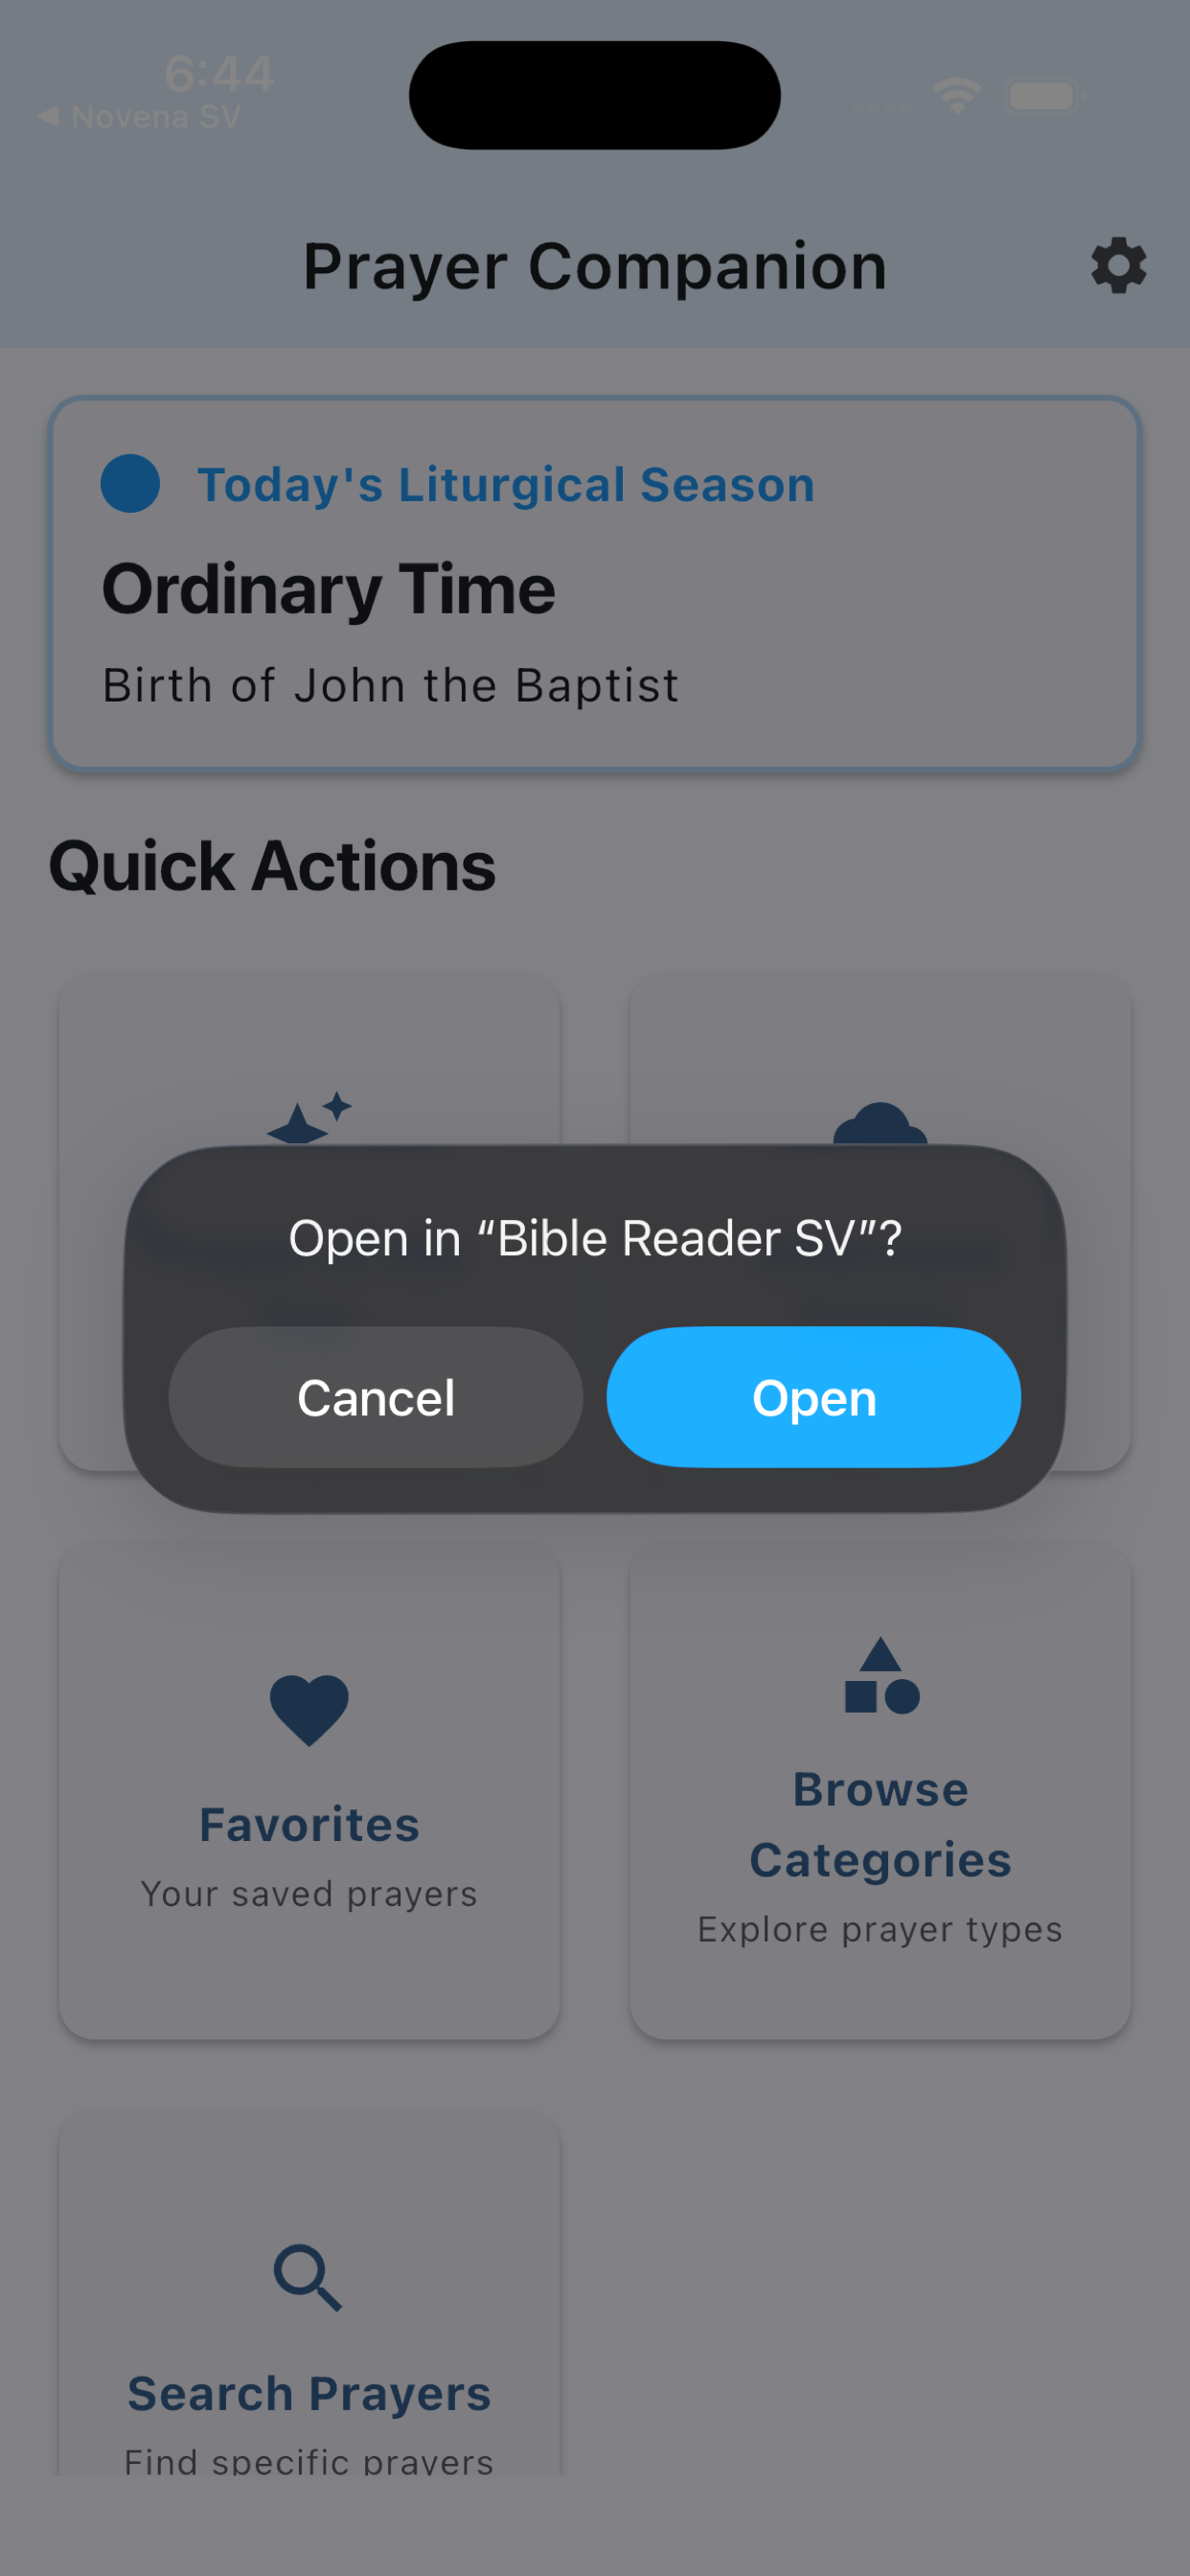 6:44
◀ Novena SV
Prayer Companion
Today's Liturgical Season
Ordinary Time
Birth of John the Baptist
Quick Actions
Open in “Bible Reader SV”?
Cancel
Open
Favorites
Your saved prayers
Browse
Categories
Explore prayer types
Search Prayers
Find specific prayers